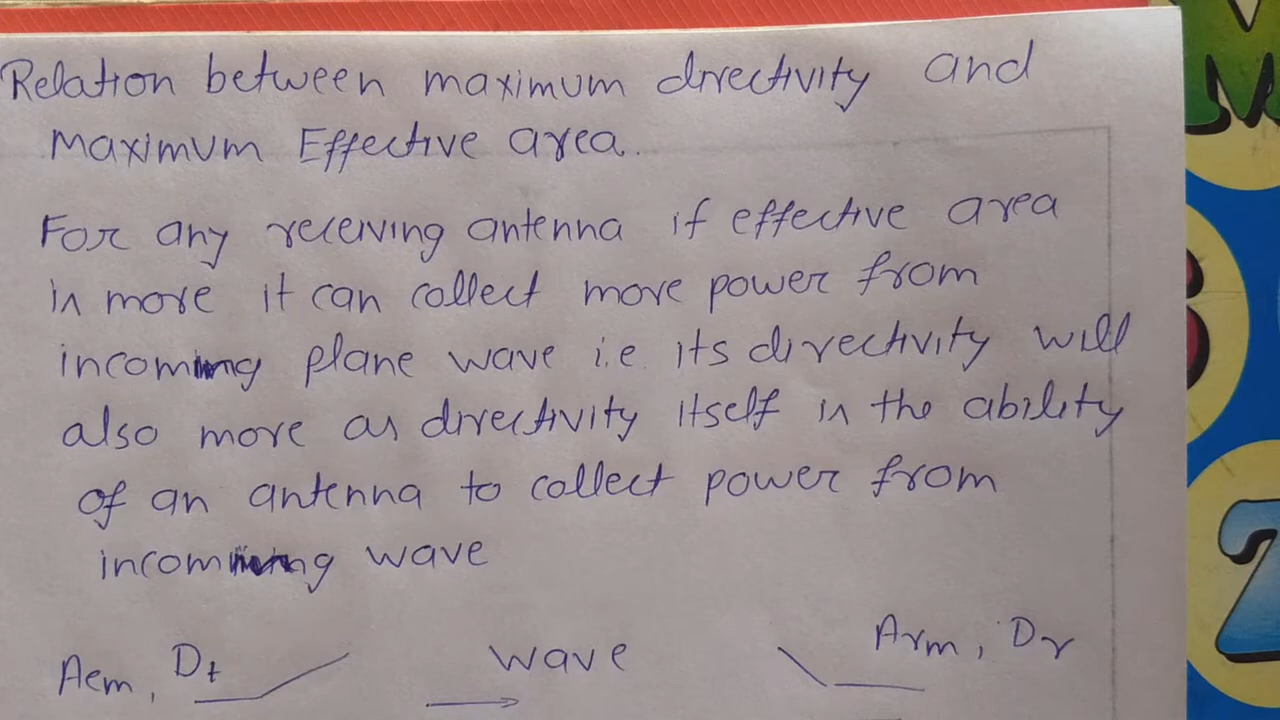 Relation between maximum directivity and
Maximum Effective area.
For any receiving antenna if effective area
is more it can collect more power from
incoming plane wave i.e. its directivity will
also more as directivity itself is the ability
of an antenna to collect power from
incoming wave
Aem, Dt
wave
Arm, Dr